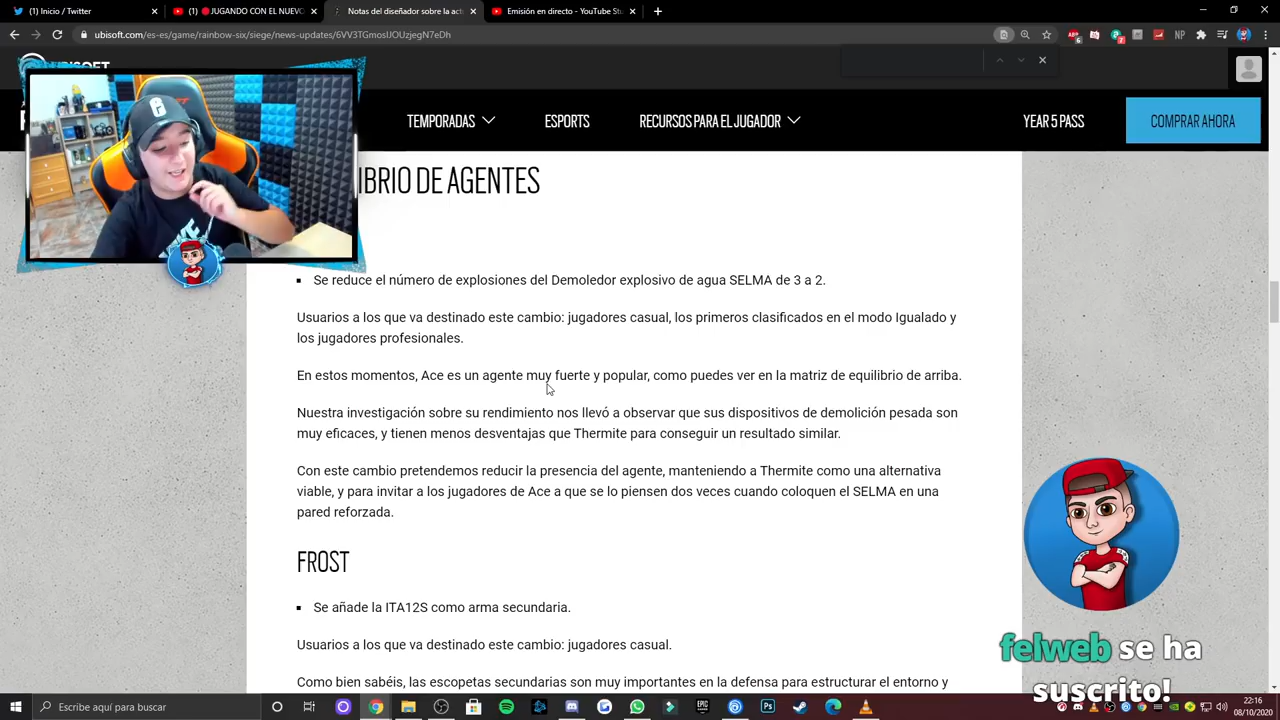 (1) Inicio / Twitter
(1) JUGANDO CON EL NUEVO
Notas del diseñador sobre la act
Emisión en directo - YouTube Stu
ubisoft.com/es-es/game/rainbow-six/siege/news-updates/6VV3TGmosIJOUzjegN7eDh
TEMPORADAS
ESPORTS
RECURSOS PARA EL JUGADOR
YEAR 5 PASS
COMPRAR AHORA
IBRIO DE AGENTES
Se reduce el número de explosiones del Demoledor explosivo de agua SELMA de 3 a 2.
Usuarios a los que va destinado este cambio: jugadores casual, los primeros clasificados en el modo Igualado y
los jugadores profesionales.
En estos momentos, Ace es un agente muy fuerte y popular, como puedes ver en la matriz de equilibrio de arriba.
Nuestra investigación sobre su rendimiento nos llevó a observar que sus dispositivos de demolición pesada son
muy eficaces, y tienen menos desventajas que Thermite para conseguir un resultado similar.
Con este cambio pretendemos reducir la presencia del agente, manteniendo a Thermite como una alternativa
viable, y para invitar a los jugadores de Ace a que se lo piensen dos veces cuando coloquen el SELMA en una
pared reforzada.
FROST
Se añade la ITA12S como arma secundaria.
Usuarios a los que va destinado este cambio: jugadores casual.
Como bien sabéis, las escopetas secundarias son muy importantes en la defensa para estructurar el entorno y
felweb se ha
suscrito!
Escribe aquí para buscar
22:16
08/10/2020